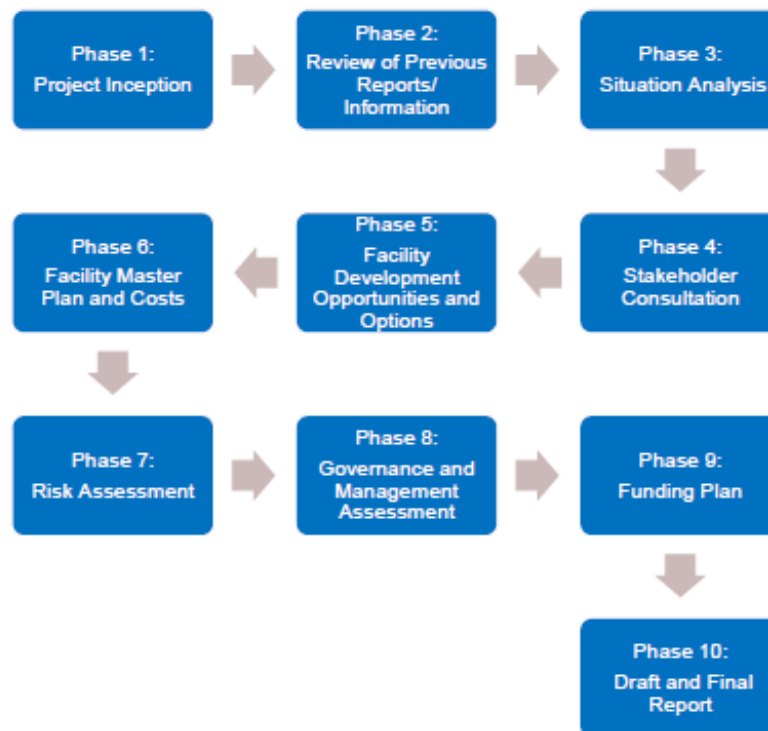 Phase 1:
Project Inception
Phase 2:
Review of Previous
Reports/
Information
Phase 3:
Situation Analysis
Phase 4:
Stakeholder
Consultation
Phase 5:
Facility
Development
Opportunities and
Options
Phase 6:
Facility Master
Plan and Costs
Phase 7:
Risk Assessment
Phase 8:
Governance and
Management
Assessment
Phase 9:
Funding Plan
Phase 10:
Draft and Final
Report